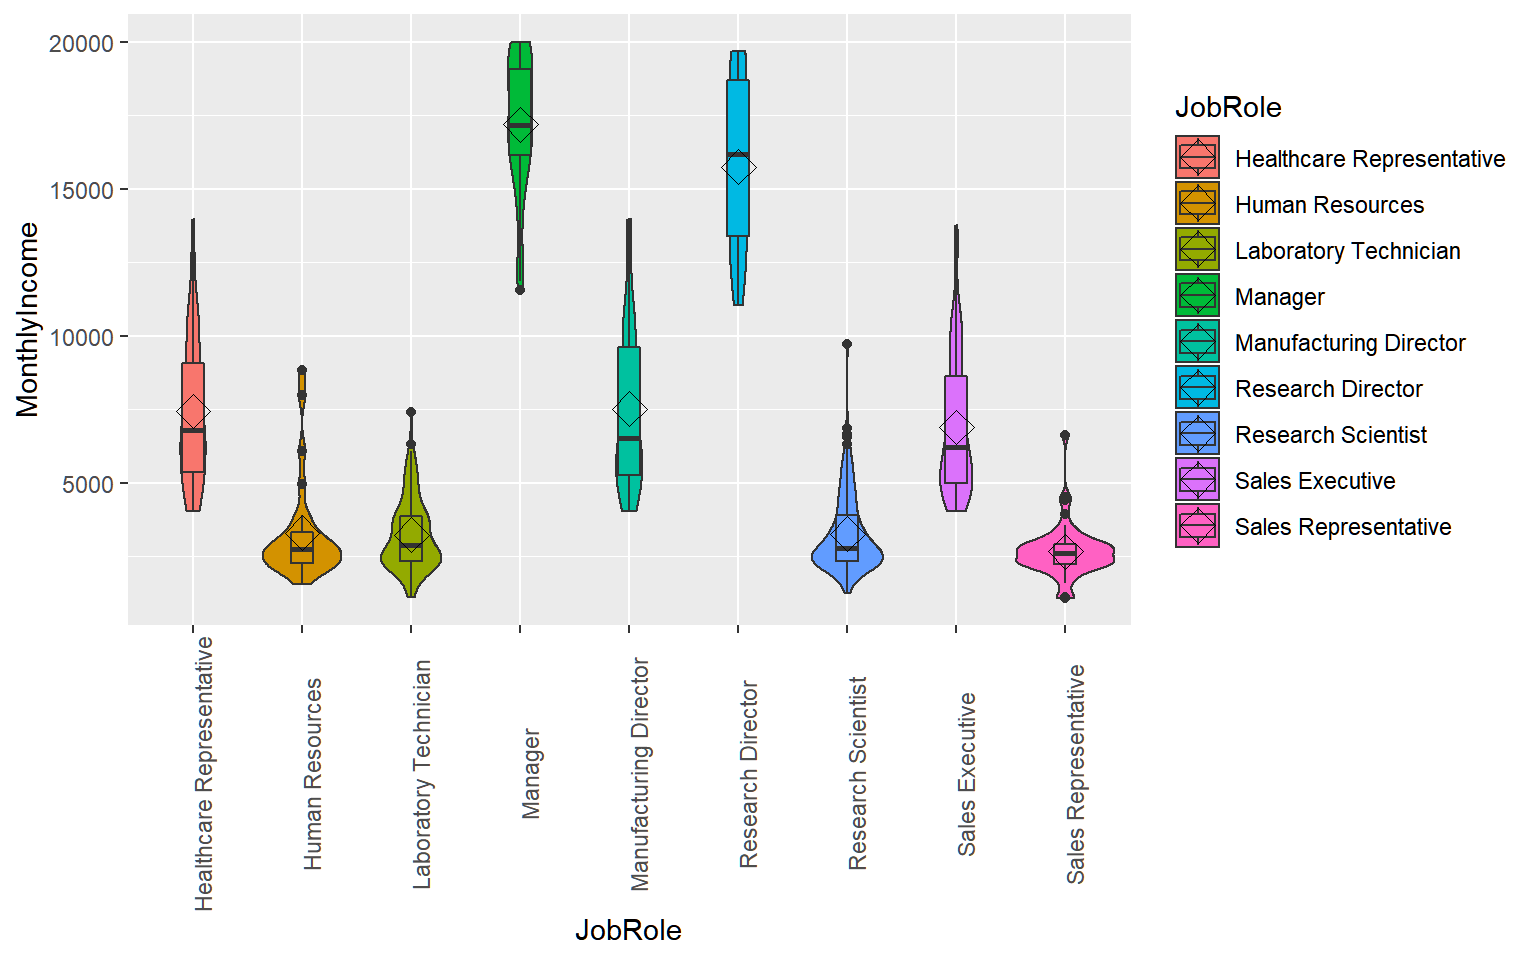 20000
15000
10000
5000
MonthlyIncome
Healthcare Representative
Human Resources
Laboratory Technician
Manager
Manufacturing Director
Research Director
Research Scientist
Sales Executive
Sales Representative
JobRole
JobRole
Healthcare Representative
Human Resources
Laboratory Technician
Manager
Manufacturing Director
Research Director
Research Scientist
Sales Executive
Sales Representative